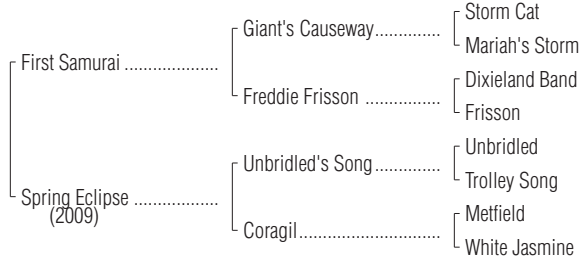 Storm Cat
Giant's Causeway..............
Mariah's Storm
First Samurai ....................
Dixieland Band
Freddie Frisson ................
Frisson
Unbridled
Unbridled's Song..............
Trolley Song
Spring Eclipse ..................
(2009)
Metfield
Coragil..............................
White Jasmine